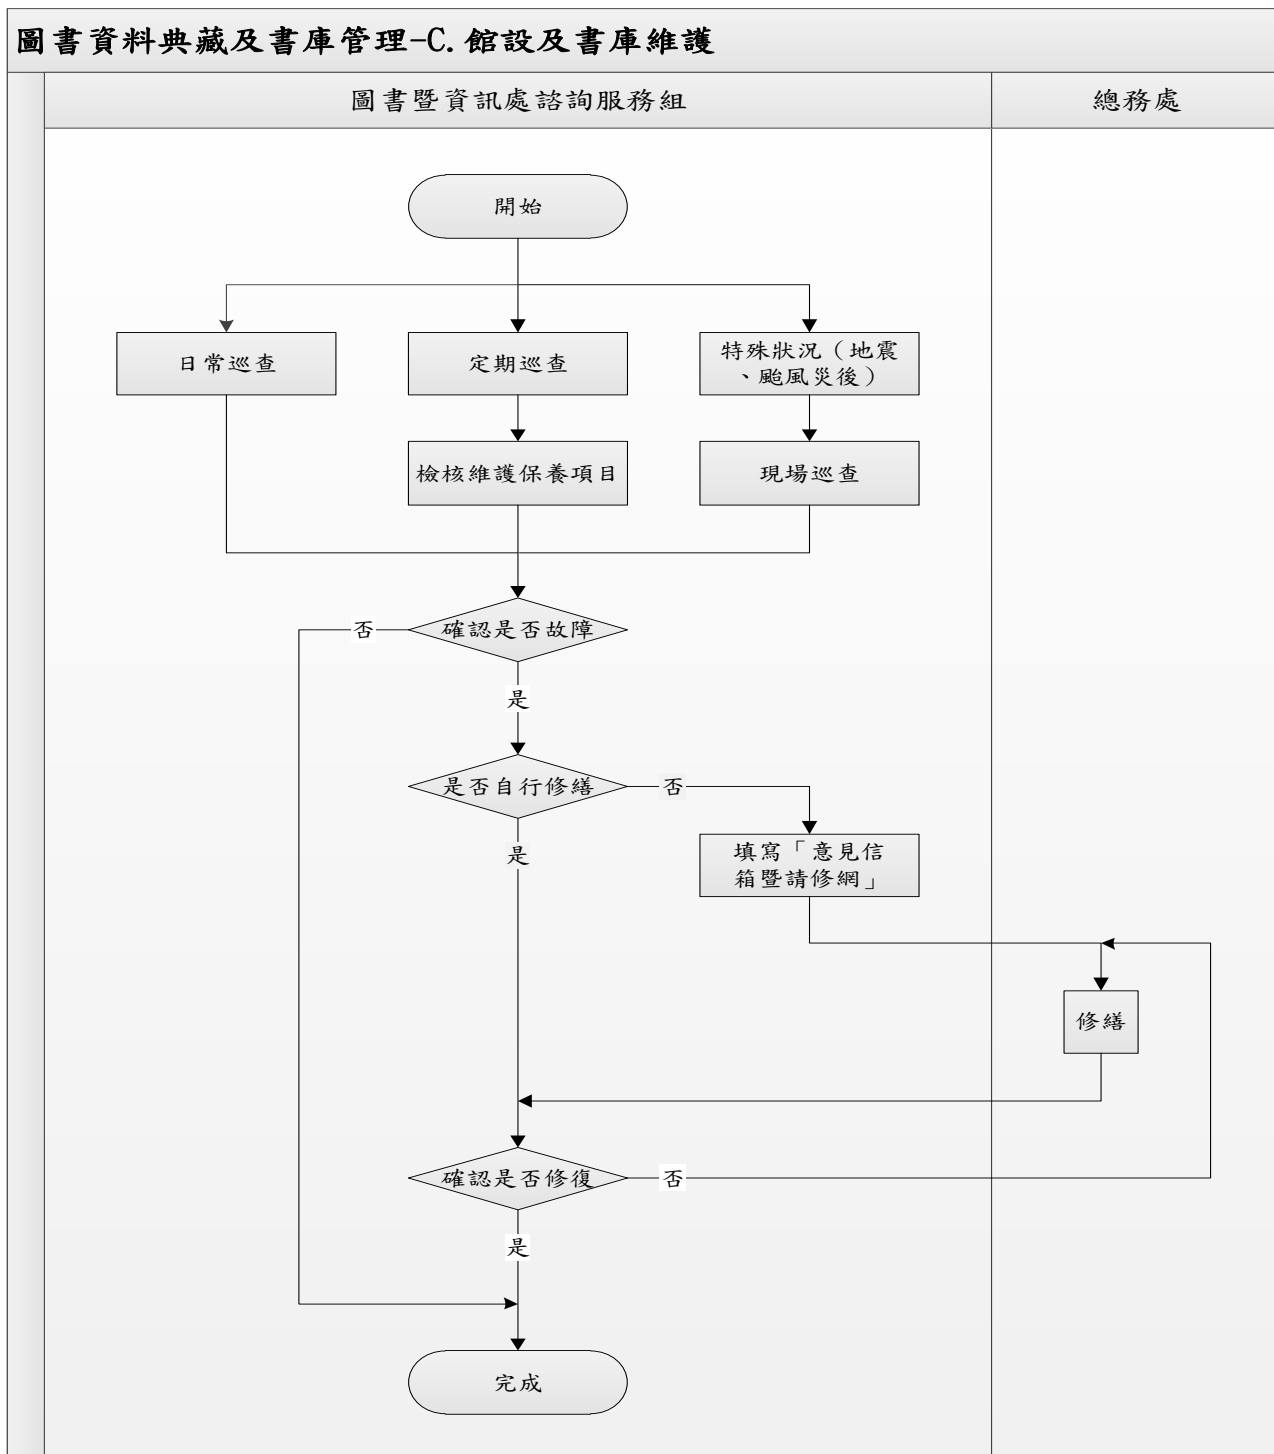 圖書資料典藏及書庫管理-C.館設及書庫維護
圖書暨資訊處諮詢服務組
總務處
開始
日常巡查
定期巡查
特殊狀況（地震
、颱風災後）
檢核維護保養項目
現場巡查
確認是否故障
否
是
是否自行修繕
否
是
填寫「意見信
箱暨請修網」
修繕
確認是否修復
否
是
完成